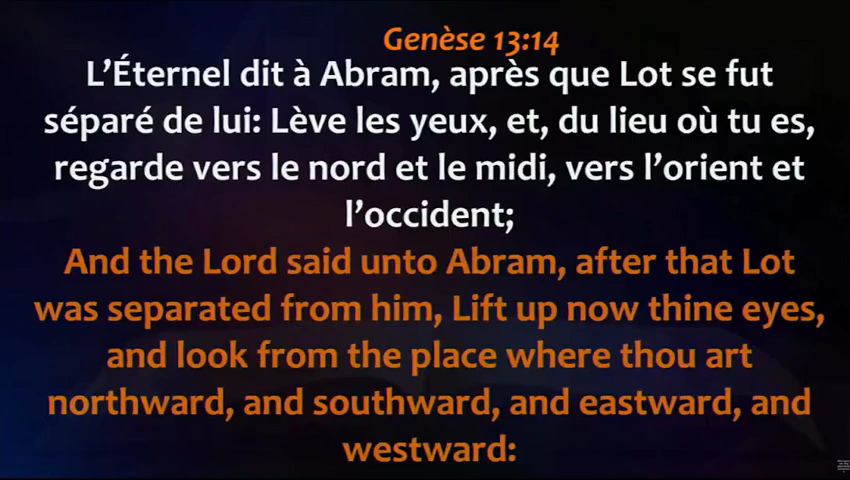 Genèse 13:14
L’Éternel dit à Abram, après que Lot se fut
séparé de lui: Lève les yeux, et, du lieu où tu es,
regarde vers le nord et le midi, vers l’orient et
l’occident;
And the Lord said unto Abram, after that Lot
was separated from him, Lift up now thine eyes,
and look from the place where thou art
northward, and southward, and eastward, and
westward: